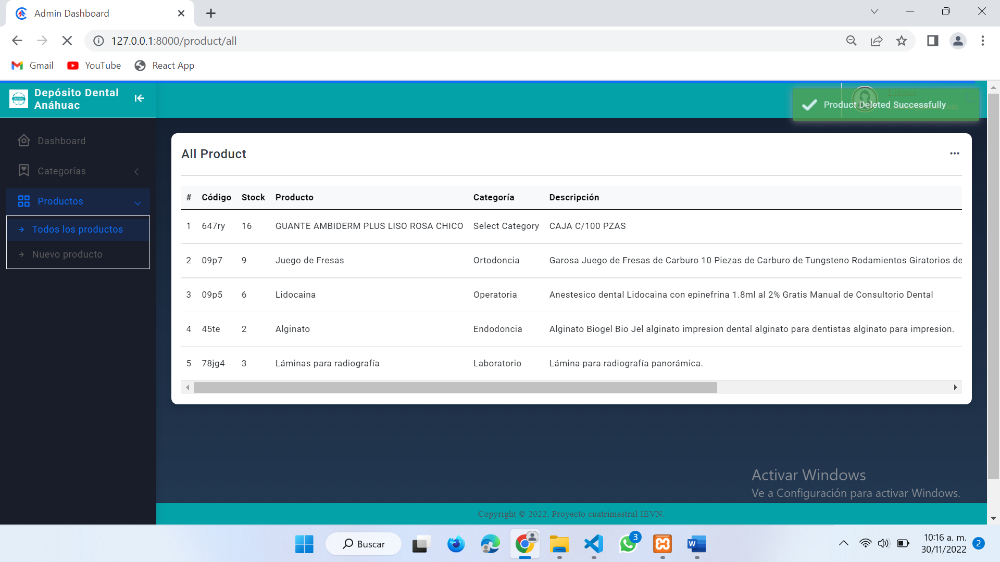 Admin Dashboard
127.0.0.1:8000/product/all
Gmail
YouTube
React App
Depósito Dental
Anáhuac
Liliana
Product Deleted Successfully
Dashboard
Categorías
Productos
Todos los productos
Nuevo producto
All Product
# Código Stock Producto Categoría Descripción
1 647ry 16 GUANTE AMBIDERM PLUS LISO ROSA CHICO Select Category CAJA C/100 PZAS
2 09p7 9 Juego de Fresas Ortodoncia Garosa Juego de Fresas de Carburo 10 Piezas de Carburo de Tungsteno Rodamientos Giratorios de
3 09p5 6 Lidocaina Operatoria Anestesico dental Lidocaina con epinefrina 1.8ml al 2% Gratis Manual de Consultorio Dental
4 45te 2 Alginato Endodoncia Alginato Biogel Bio Jel alginato impresion dental alginato para dentistas alginato para impresion.
5 78jg4 3 Láminas para radiografía Laboratorio Lámina para radiografía panorámica.
Activar Windows
Ve a Configuración para activar Windows.
Copyright © 2022. Proyecto cuatrimestral IEVN.
Buscar
3
10:16 a. m.
30/11/2022
2